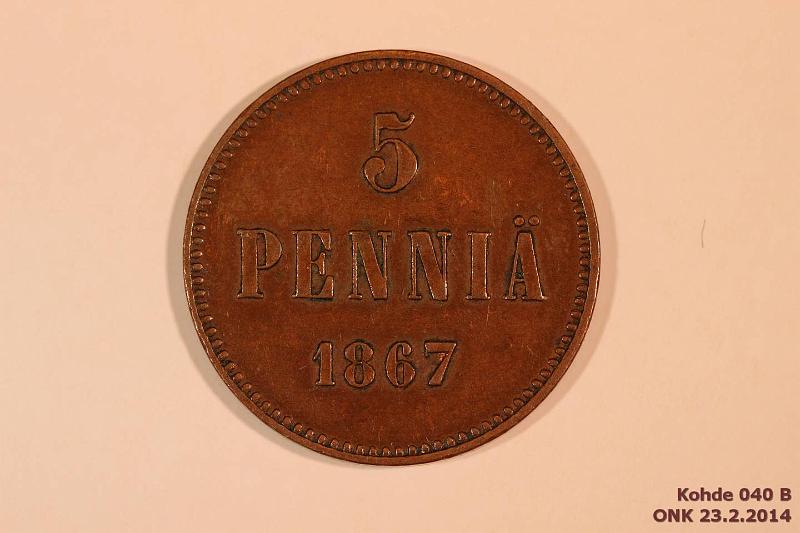 5
PENNIÄ
1867
Kohde 040 B
ONK 23.2.2014